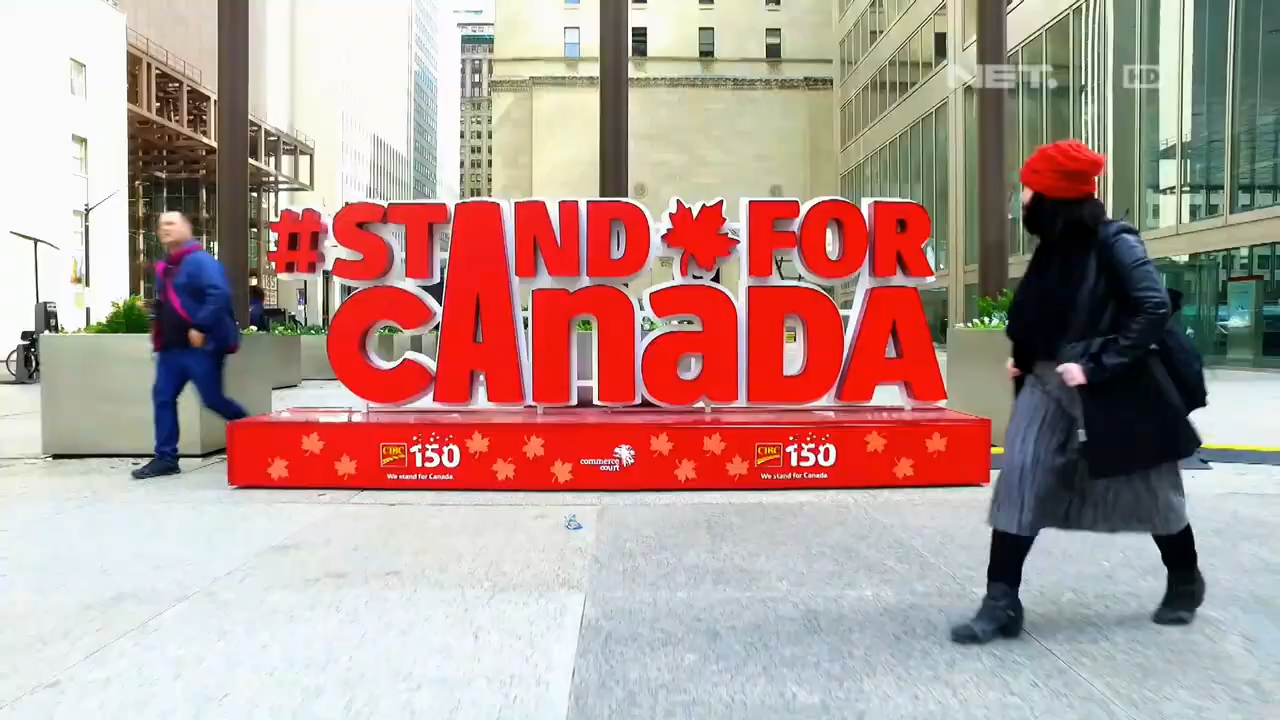 NET. HD
#STAND FOR
CANADA
CIBC 150
We stand for Canada
commerce
court
CIBC 150
We stand for Canada